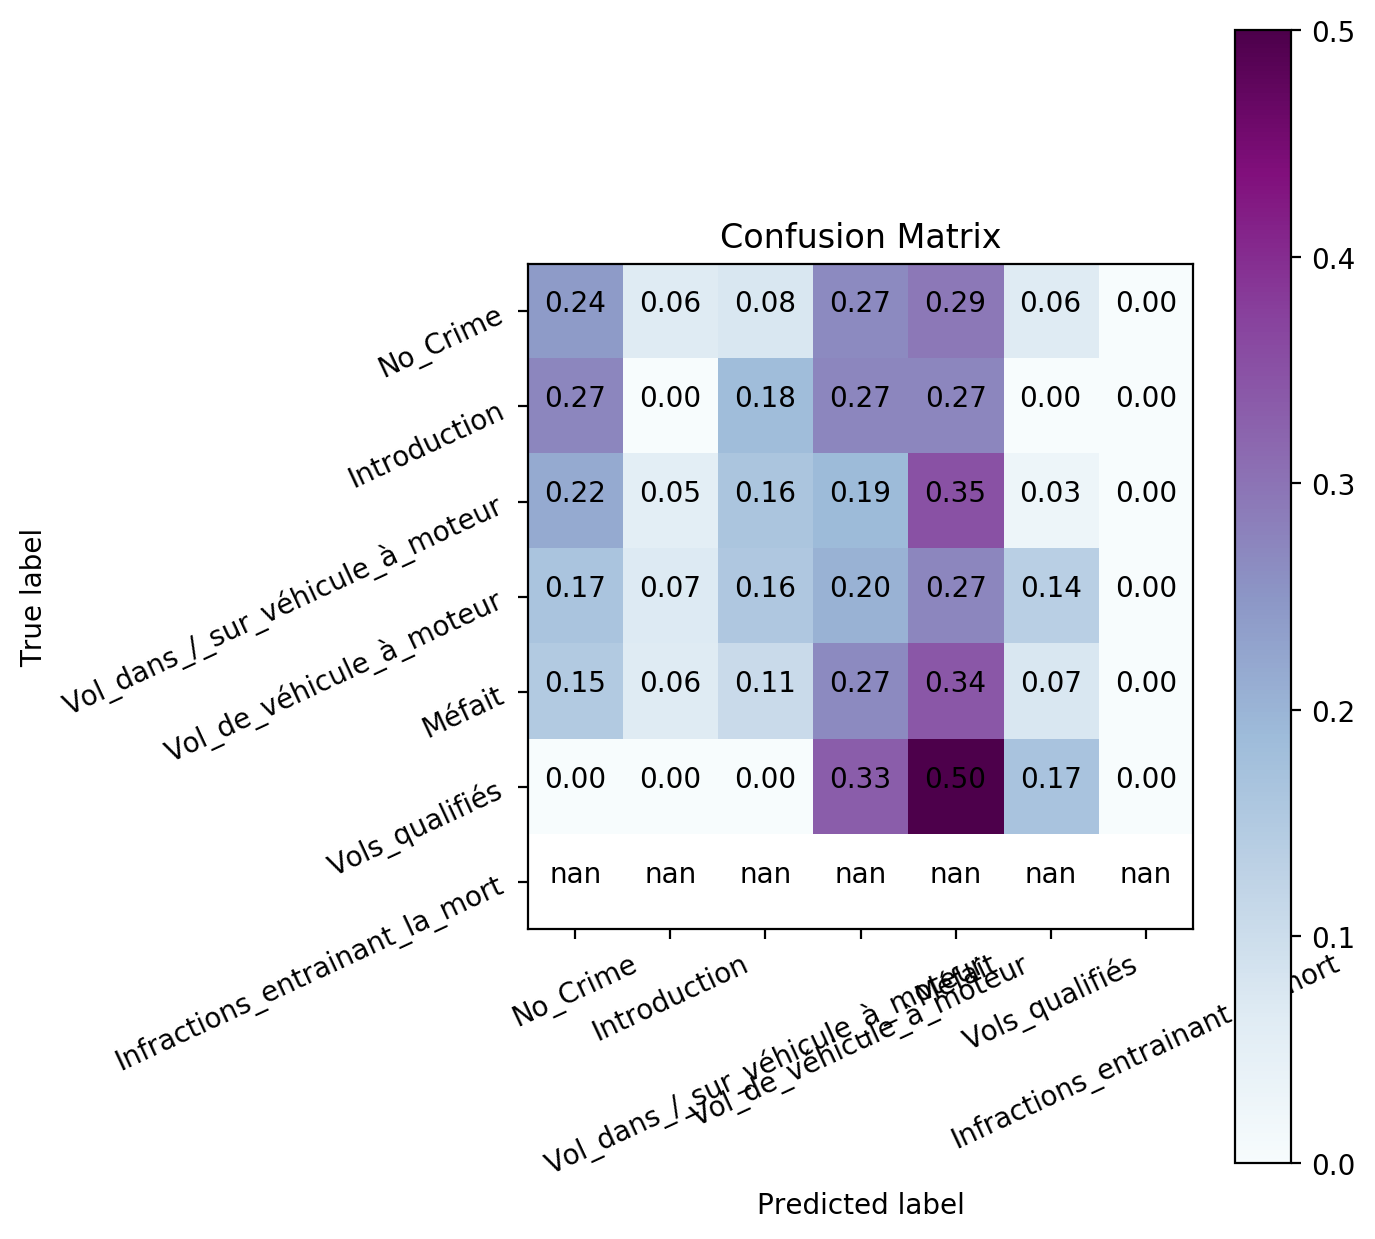 Confusion Matrix
True label
No_Crime
0.24 0.06 0.08 0.27 0.29 0.06 0.00
Introduction
0.27 0.00 0.18 0.27 0.27 0.00 0.00
Vol_dans_/_sur_véhicule_à_moteur
0.22 0.05 0.16 0.19 0.35 0.03 0.00
Vol_de_véhicule_à_moteur
0.17 0.07 0.16 0.20 0.27 0.14 0.00
Méfait
0.15 0.06 0.11 0.27 0.34 0.07 0.00
Vols_qualifiés
0.00 0.00 0.00 0.33 0.50 0.17 0.00
Infractions_entrainant_la_mort
nan nan nan nan nan nan nan
No_Crime
Introduction
Vol_dans_/_sur_véhicule_à_moteur
Vol_de_véhicule_à_moteur
Méfait
Vols_qualifiés
Infractions_entrainant mort
Predicted label
0.5
0.4
0.3
0.2
0.1
0.0